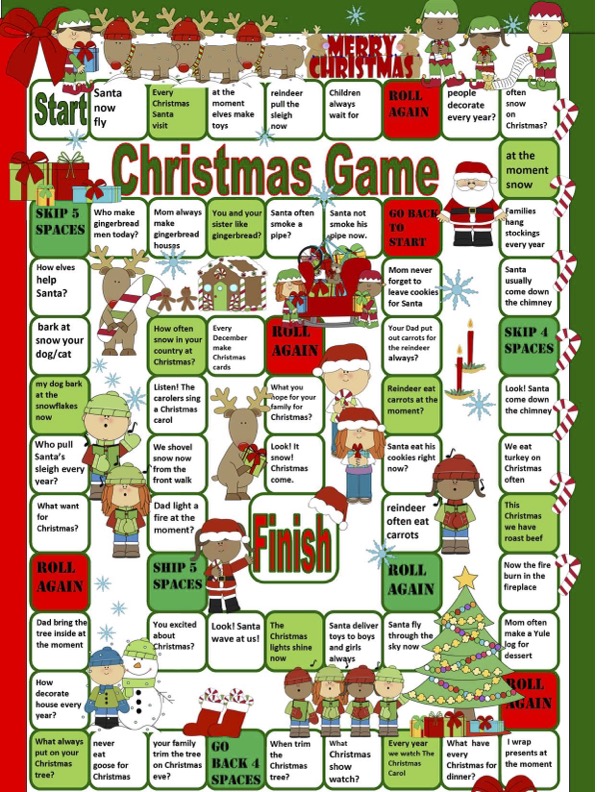 MERRY
CHRISTMAS
Start
Santa
now
fly
Every
Christmas
Santa
visit
at the
moment
elves make
toys
reindeer
pull the
sleigh
now
Children
always
wait for
ROLL
AGAIN
people
decorate
every year?
often
snow
on
Christmas?
at the
moment
snow
Christmas Game
SKIP 5
SPACES
Who make
gingerbread
men today?
Mom always
make
gingerbread
houses
You and your
sister like
gingerbread?
Santa often
smoke a
pipe?
Santa not
smoke his
pipe now.
GO BACK
TO
START
Families
hang
stockings
every year
How elves
help
Santa?
Mom never
forget to
leave cookies
for Santa
Santa
usually
come down
the chimney
bark at
snow your
dog/cat
How often
snow in your
country at
Christmas?
Every
December
make
Christmas
cards
ROLL
AGAIN
Your Dad put
out carrots for
the reindeer
always?
SKIP 4
SPACES
my dog bark
at the
snowflakes
now
Listen! The
carolers sing
a Christmas
carol
What you
hope for your
family for
Christmas?
Reindeer eat
carrots at the
moment?
Look! Santa
come down
the chimney
Who pull
Santa's
sleigh every
year?
We shovel
snow now
from the
front walk
Look! It
snow!
Christmas
come.
Santa eat his
cookies right
now?
We eat
turkey on
Christmas
often
What want
for
Christmas?
Dad light a
fire at the
moment?
Finish
reindeer
often eat
carrots
This
Christmas
we have
roast beef
ROLL
AGAIN
SHIP 5
SPACES
ROLL
AGAIN
Now the fire
burn in the
fireplace
Dad bring the
tree inside at
the moment
You excited
about
Christmas?
Look! Santa
wave at us!
The
Christmas
lights shine
now
Santa deliver
toys to boys
and girls
always
Santa fly
through the
sky now
Mom often
make a Yule
log for
dessert
How
decorate
house every
year?
ROLL
AGAIN
What always
put on your
Christmas
tree?
never
eat
goose for
Christmas
your family
trim the tree
on Christmas
eve?
GO
BACK 4
SPACES
When trim
the
Christmas
tree?
What
Christmas
show
watch?
Every year
we watch The
Christmas
Carol
What have
every
Christmas for
dinner?
I wrap
presents at
the moment